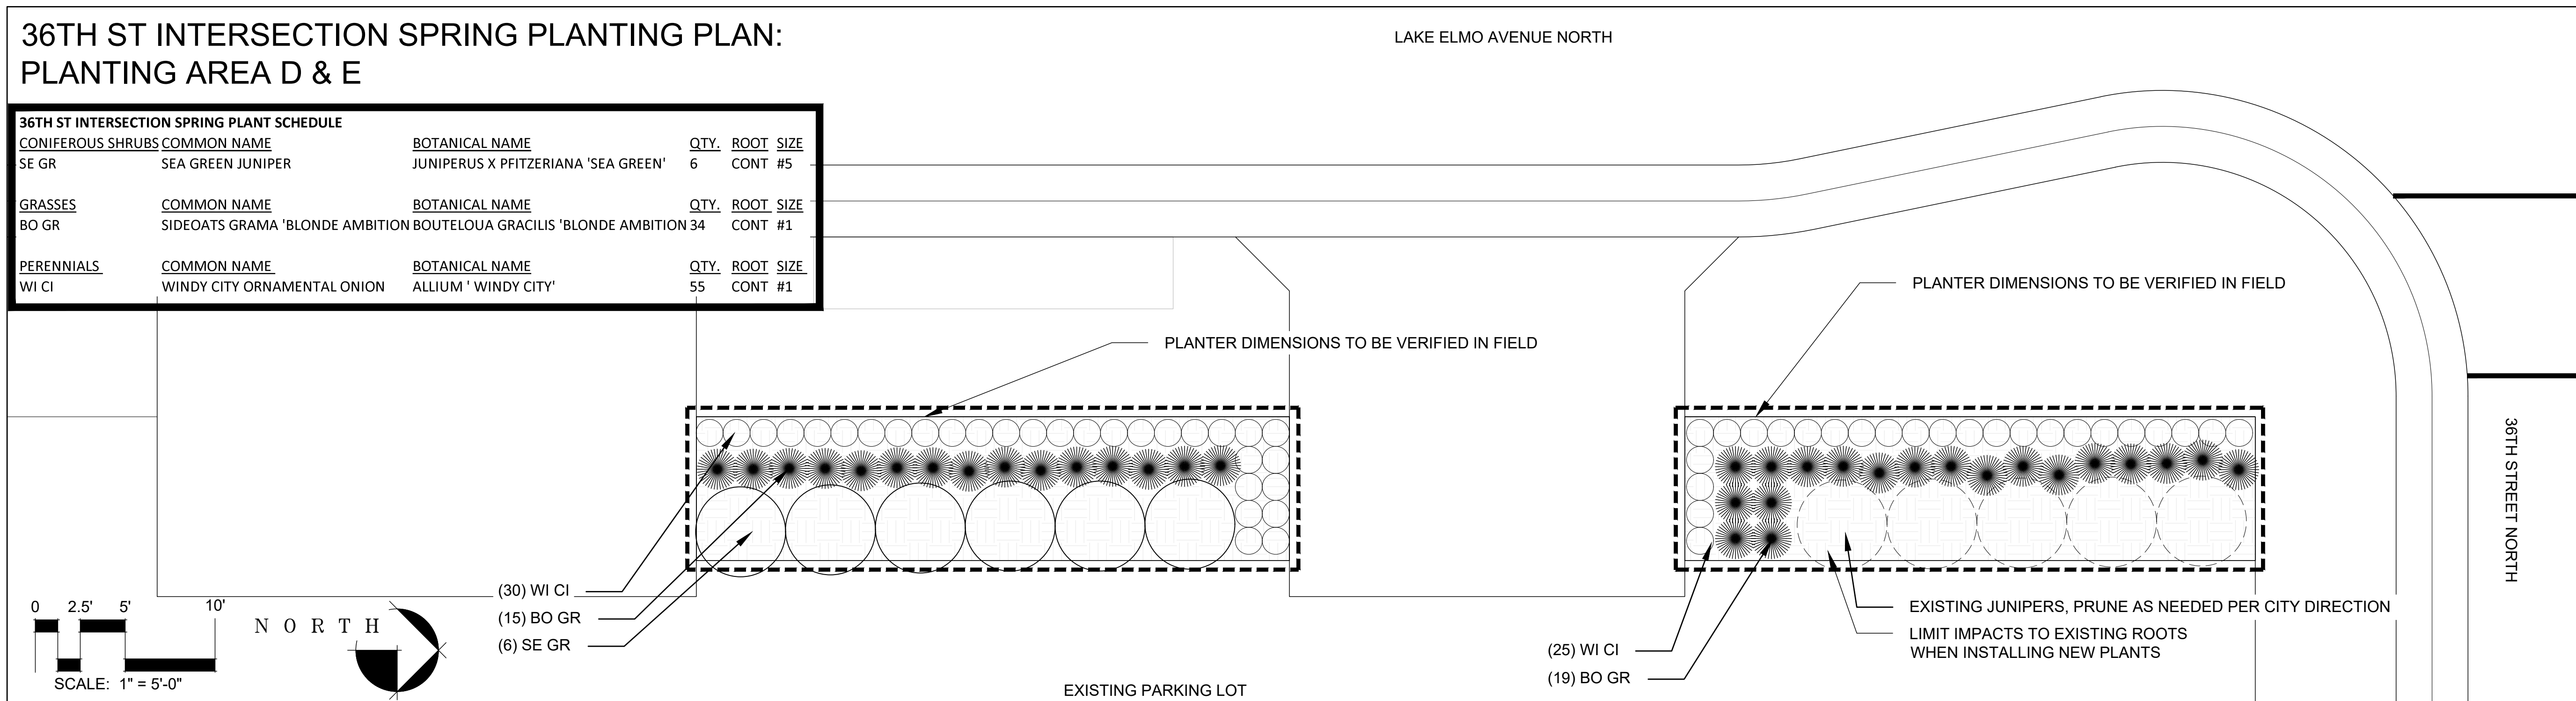 36TH ST INTERSECTION SPRING PLANTING PLAN:
PLANTING AREA D & E
LAKE ELMO AVENUE NORTH
36TH ST INTERSECTION SPRING PLANT SCHEDULE
CONIFEROUS SHRUBS COMMON NAME BOTANICAL NAME QTY. ROOT SIZE
SE GR SEA GREEN JUNIPER JUNIPERUS X PFITZERIANA 'SEA GREEN' 6 CONT #5
GRASSES COMMON NAME BOTANICAL NAME QTY. ROOT SIZE
BO GR SIDEOATS GRAMA 'BLONDE AMBITION BOUTELOUA GRACILIS 'BLONDE AMBITION 34 CONT #1
PERENNIALS COMMON NAME BOTANICAL NAME QTY. ROOT SIZE
WI CI WINDY CITY ORNAMENTAL ONION ALLIUM ' WINDY CITY' 55 CONT #1
PLANTER DIMENSIONS TO BE VERIFIED IN FIELD
PLANTER DIMENSIONS TO BE VERIFIED IN FIELD
36TH STREET NORTH
(30) WI CI
(15) BO GR
(6) SE GR
0 2.5' 5' 10'
SCALE: 1" = 5'-0"
NORTH
EXISTING JUNIPERS, PRUNE AS NEEDED PER CITY DIRECTION
LIMIT IMPACTS TO EXISTING ROOTS
WHEN INSTALLING NEW PLANTS
(25) WI CI
(19) BO GR
EXISTING PARKING LOT